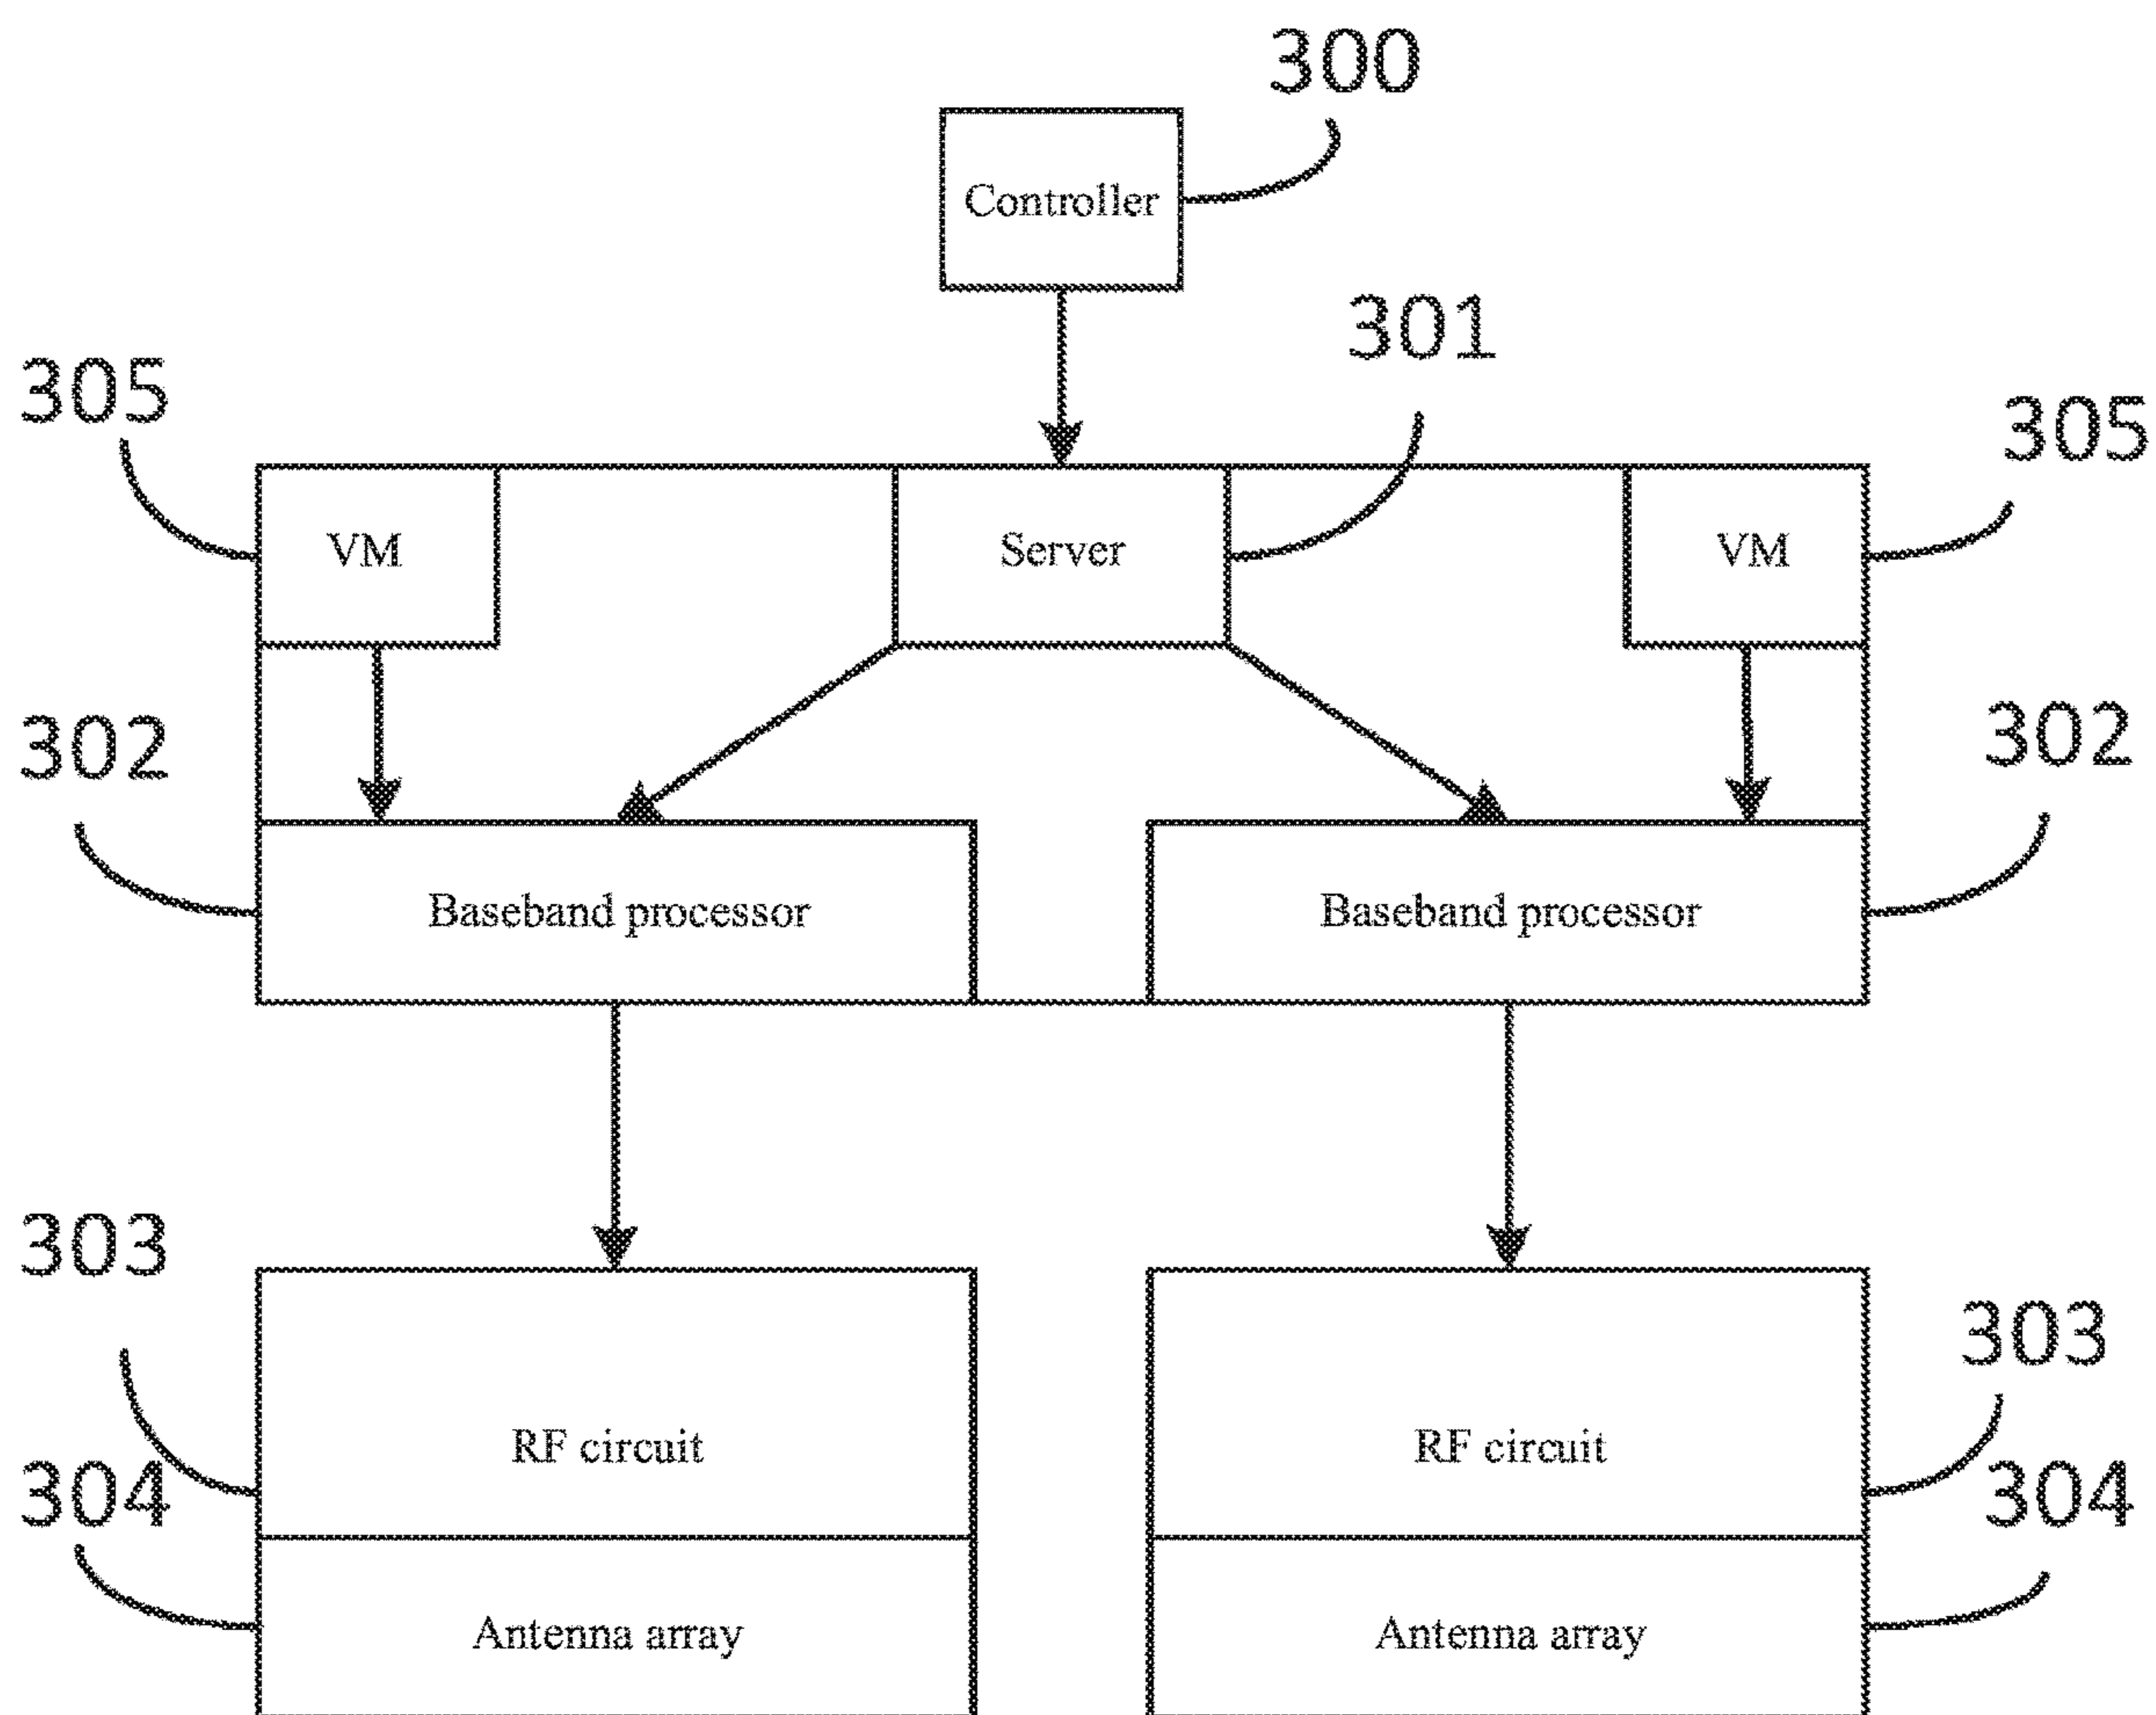 300
Controller
301
305
305
VM
Server
VM
302
302
Baseband processor
Baseband processor
303
303
RF circuit
RF circuit
304
304
Antenna array
Antenna array